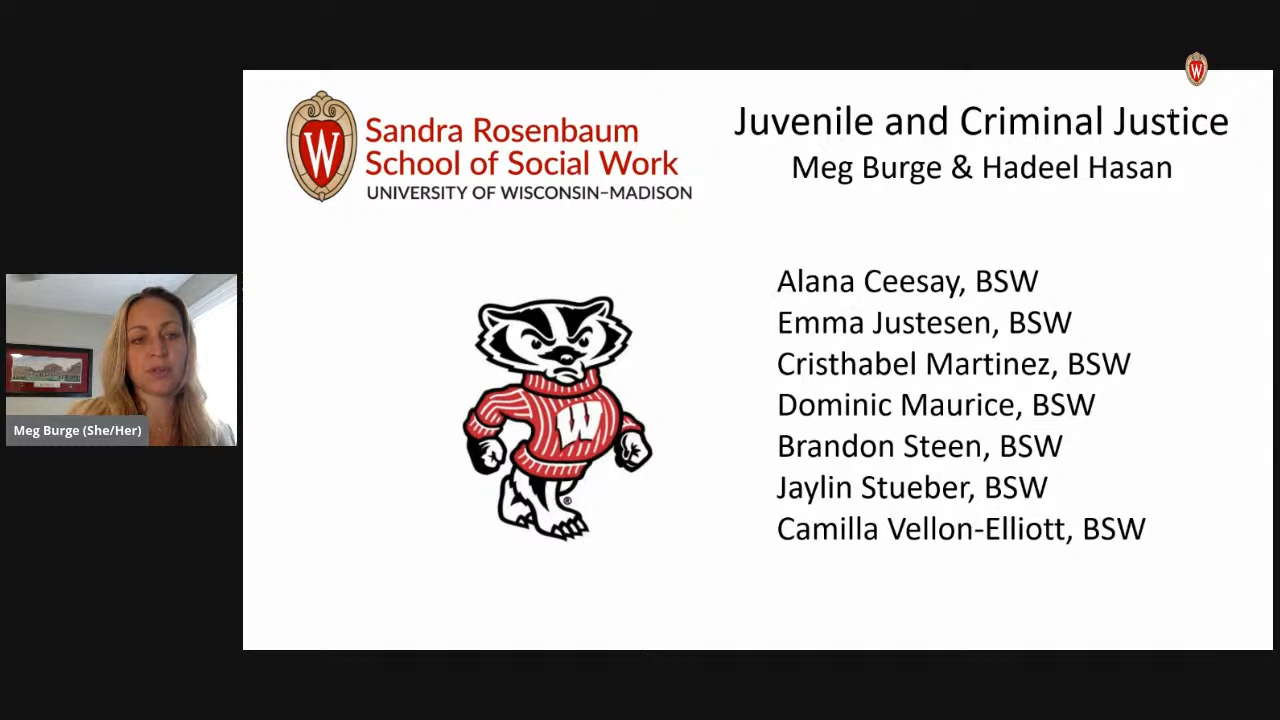 W
W
Sandra Rosenbaum
School of Social Work
UNIVERSITY OF WISCONSIN–MADISON
Juvenile and Criminal Justice
Meg Burge & Hadeel Hasan
Alana Ceesay, BSW
Emma Justesen, BSW
Cristhabel Martinez, BSW
Dominic Maurice, BSW
Brandon Steen, BSW
Jaylin Stueber, BSW
Camilla Vellon-Elliott, BSW
W
®
Meg Burge (She/Her)